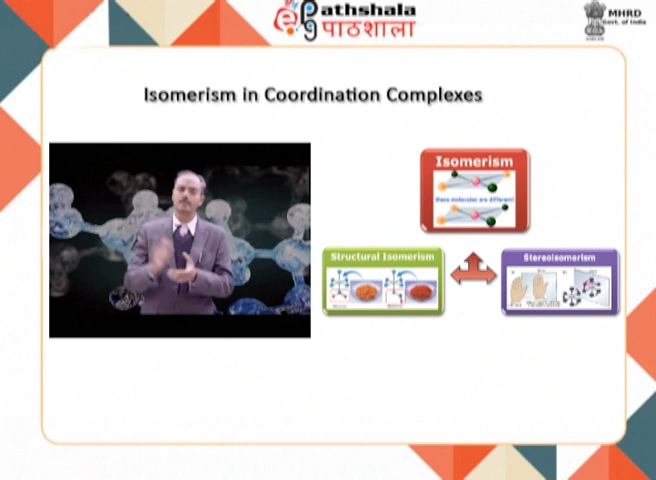 Pathshala
पाठशाला
MHRD
Govt. of India
Isomerism in Coordination Complexes
Isomerism
these molecules are different!
Structural Isomerism
Stereoisomerism